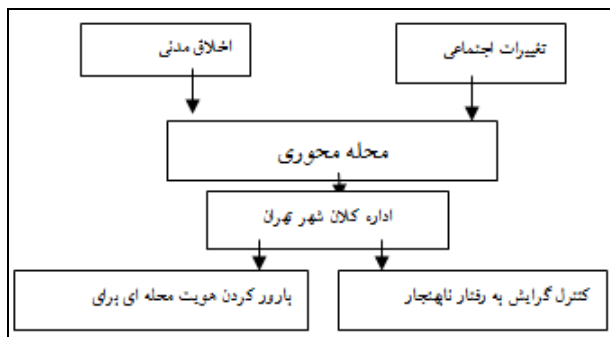 تغییرات اجتماعی
اخلاق مدنی
محله محوری
اداره کلان شهر تهران
کنترل گرایش به رفتار نابهنجار
بارور کردن هویت محله ای برای